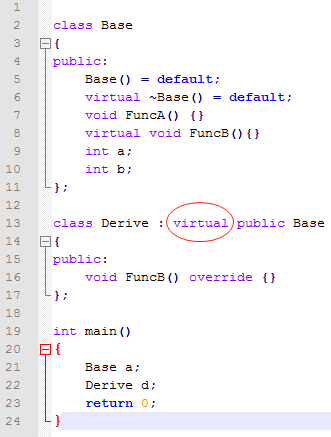 1
2 class Base
3 {
4 public:
5 Base() = default;
6 virtual ~Base() = default;
7 void FuncA() {}
8 virtual void FuncB(){}
9 int a;
10 int b;
11 };
12
13 class Derive : virtual public Base
14 {
15 public:
16 void FuncB() override {}
17 };
18
19 int main()
20 {
21 Base a;
22 Derive d;
23 return 0;
24 }